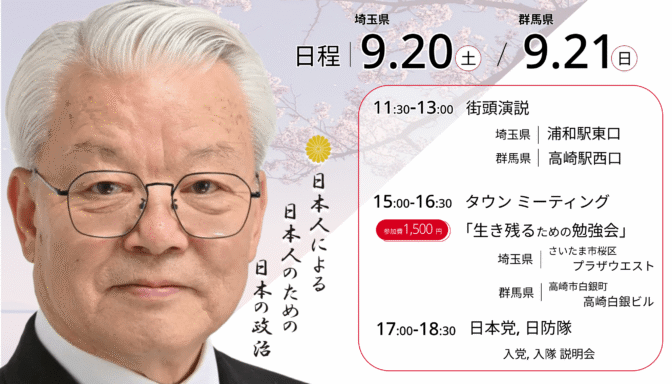 埼玉県 群馬県
日程 9.20 土 / 9.21 日
11:30-13:00 街頭演説
埼玉県 浦和駅東口
群馬県 高崎駅西口
15:00-16:30 タウン ミーティング
参加費 1,500 円 「生き残るための勉強会」
埼玉県 さいたま市桜区
プラザウエスト
群馬県 高崎市白銀町
高崎白銀ビル
17:00-18:30 日本党, 日防隊
入党, 入隊 説明会
日本人による
日本人のための
日本の政治